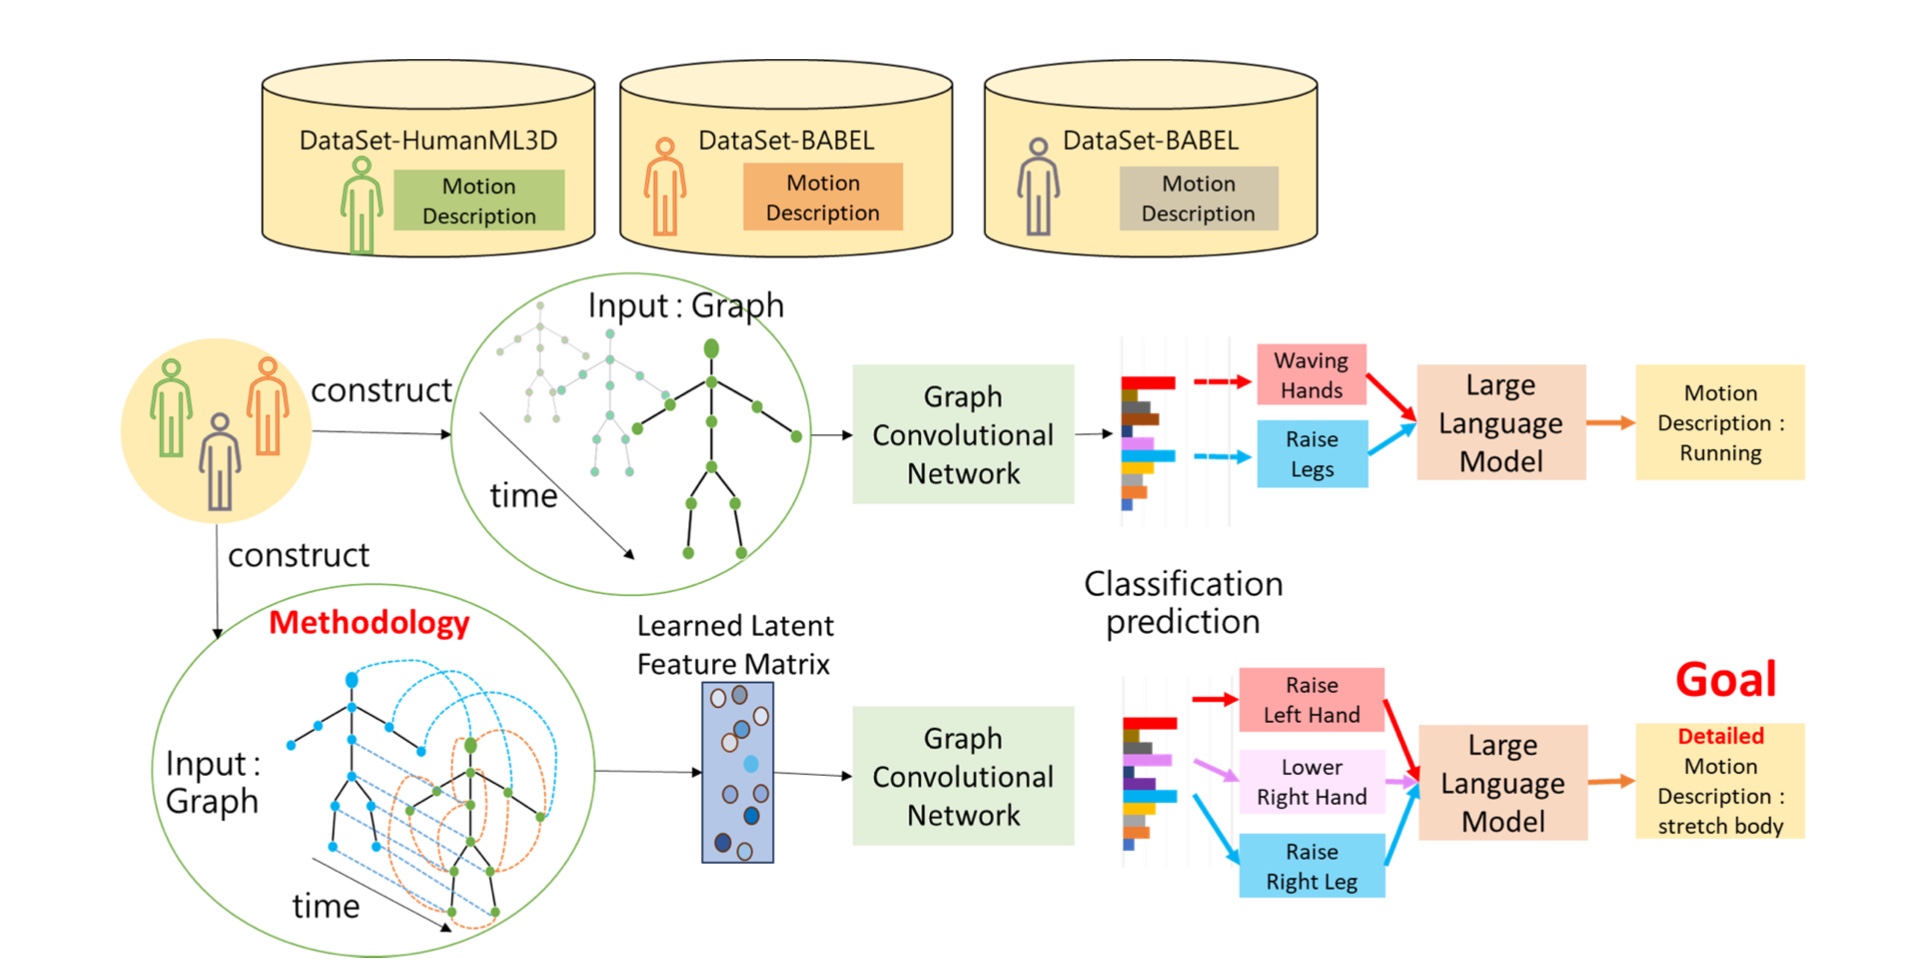 DataSet-HumanML3D
Motion
Description
DataSet-BABEL
Motion
Description
DataSet-BABEL
Motion
Description
construct
Input : Graph
time
Graph
Convolutional
Network
Waving
Hands
Raise
Legs
Large
Language
Model
Motion
Description :
Running
construct
Methodology
Input :
Graph
time
Learned Latent
Feature Matrix
Graph
Convolutional
Network
Classification
prediction
Raise
Left Hand
Lower
Right Hand
Raise
Right Leg
Large
Language
Model
Goal
Detailed
Motion
Description :
stretch body